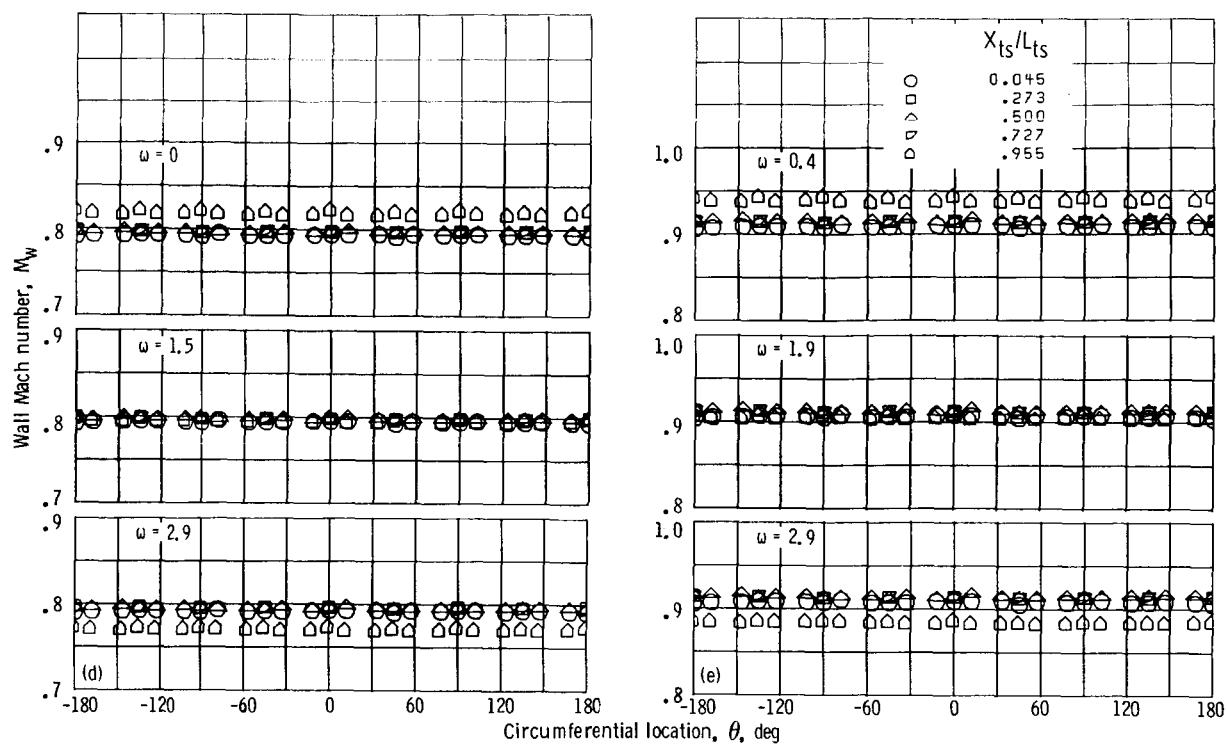 Wall Mach number, M_w
.9
ω = 0
.8
.7
.9
ω = 1.5
.8
.7
.9
ω = 2.9
.8
(d)
.7
-180 -120 -60 0 60 120 180
X_ts/L_ts
0.045
.273
.500
.727
.955
1.0
ω = 0.4
.9
.8
1.0
ω = 1.9
.9
.8
1.0
ω = 2.9
.9
(e)
.8
-180 -120 -60 0 60 120 180
Circumferential location, θ, deg